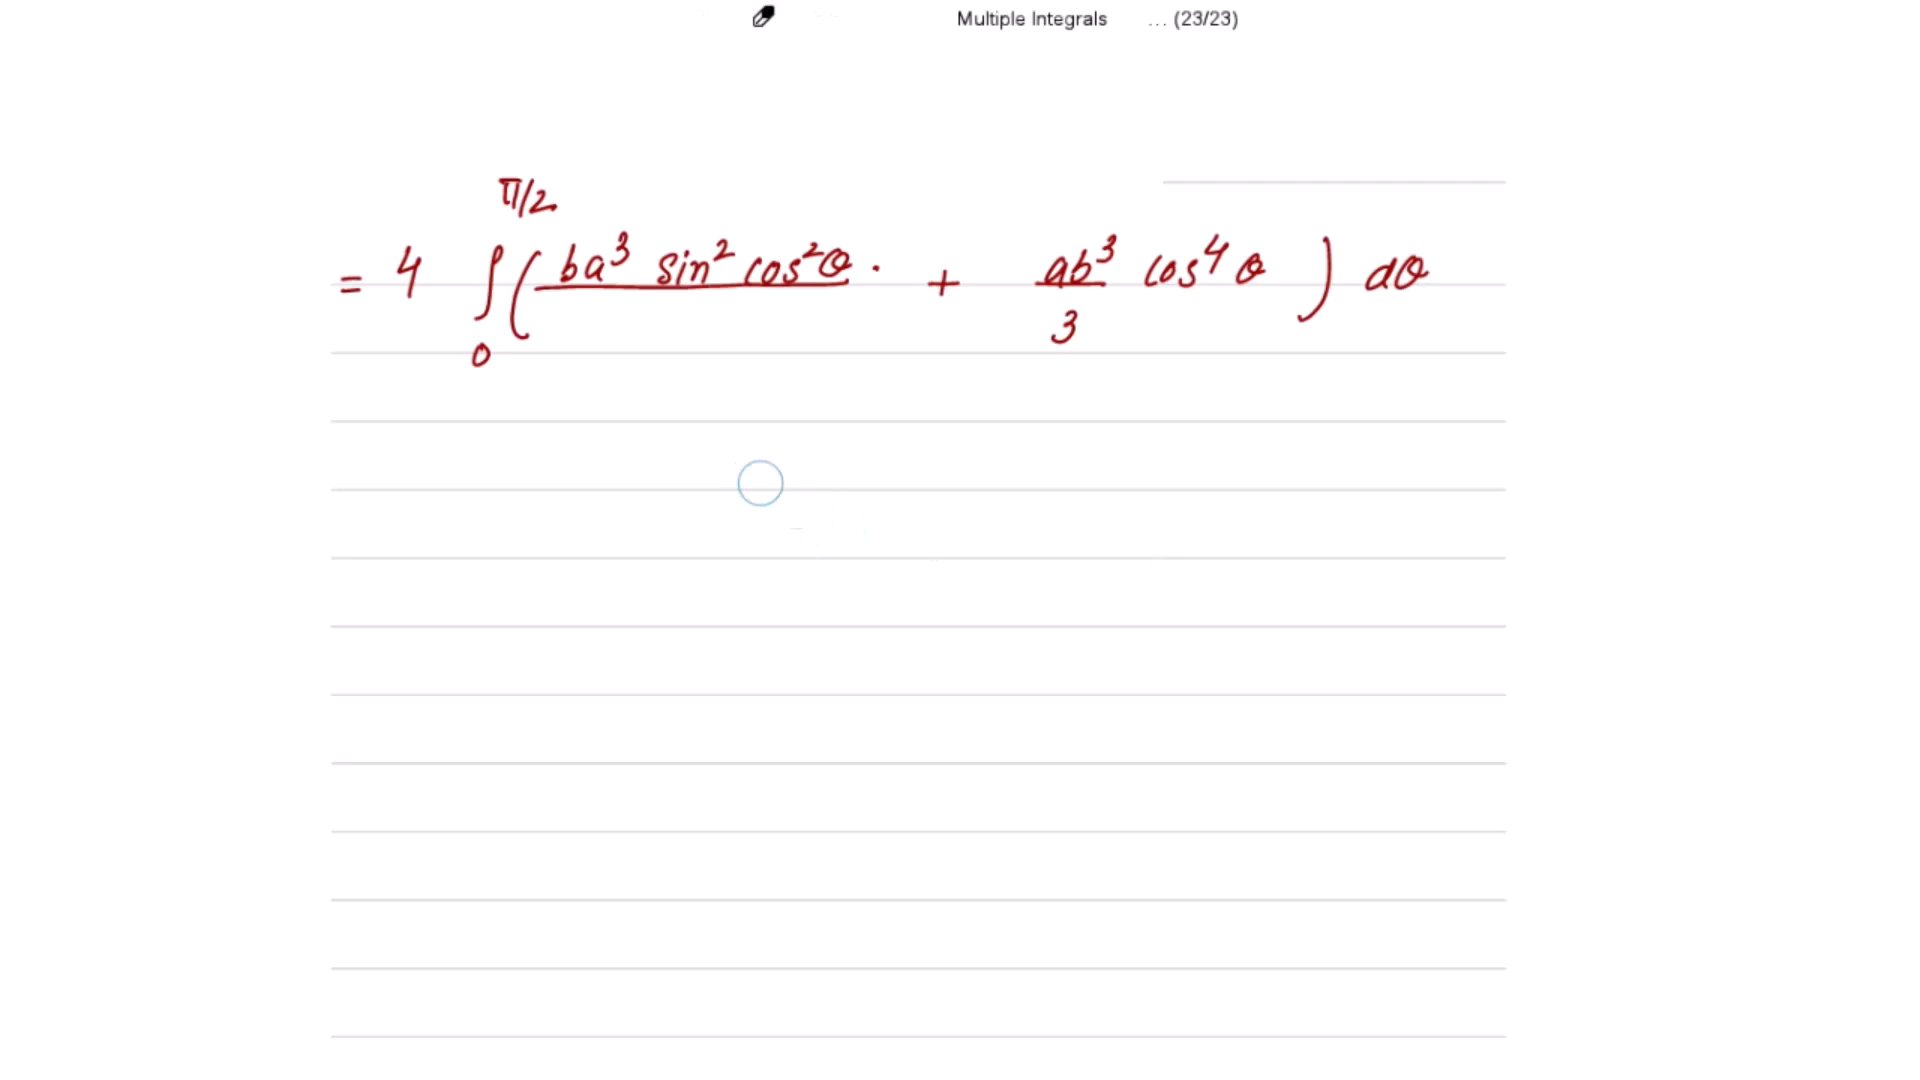 Multiple Integrals ... (23/23)
= 4 ∫₀^{π/2} ( ba³ sin² cos²θ . + ab³/3 cos⁴θ ) dθ